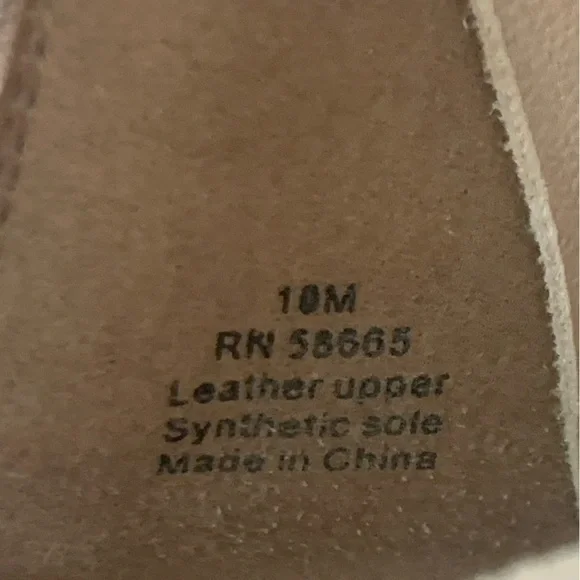 10M
RN 58665
Leather upper
Synthetic sole
Made in China